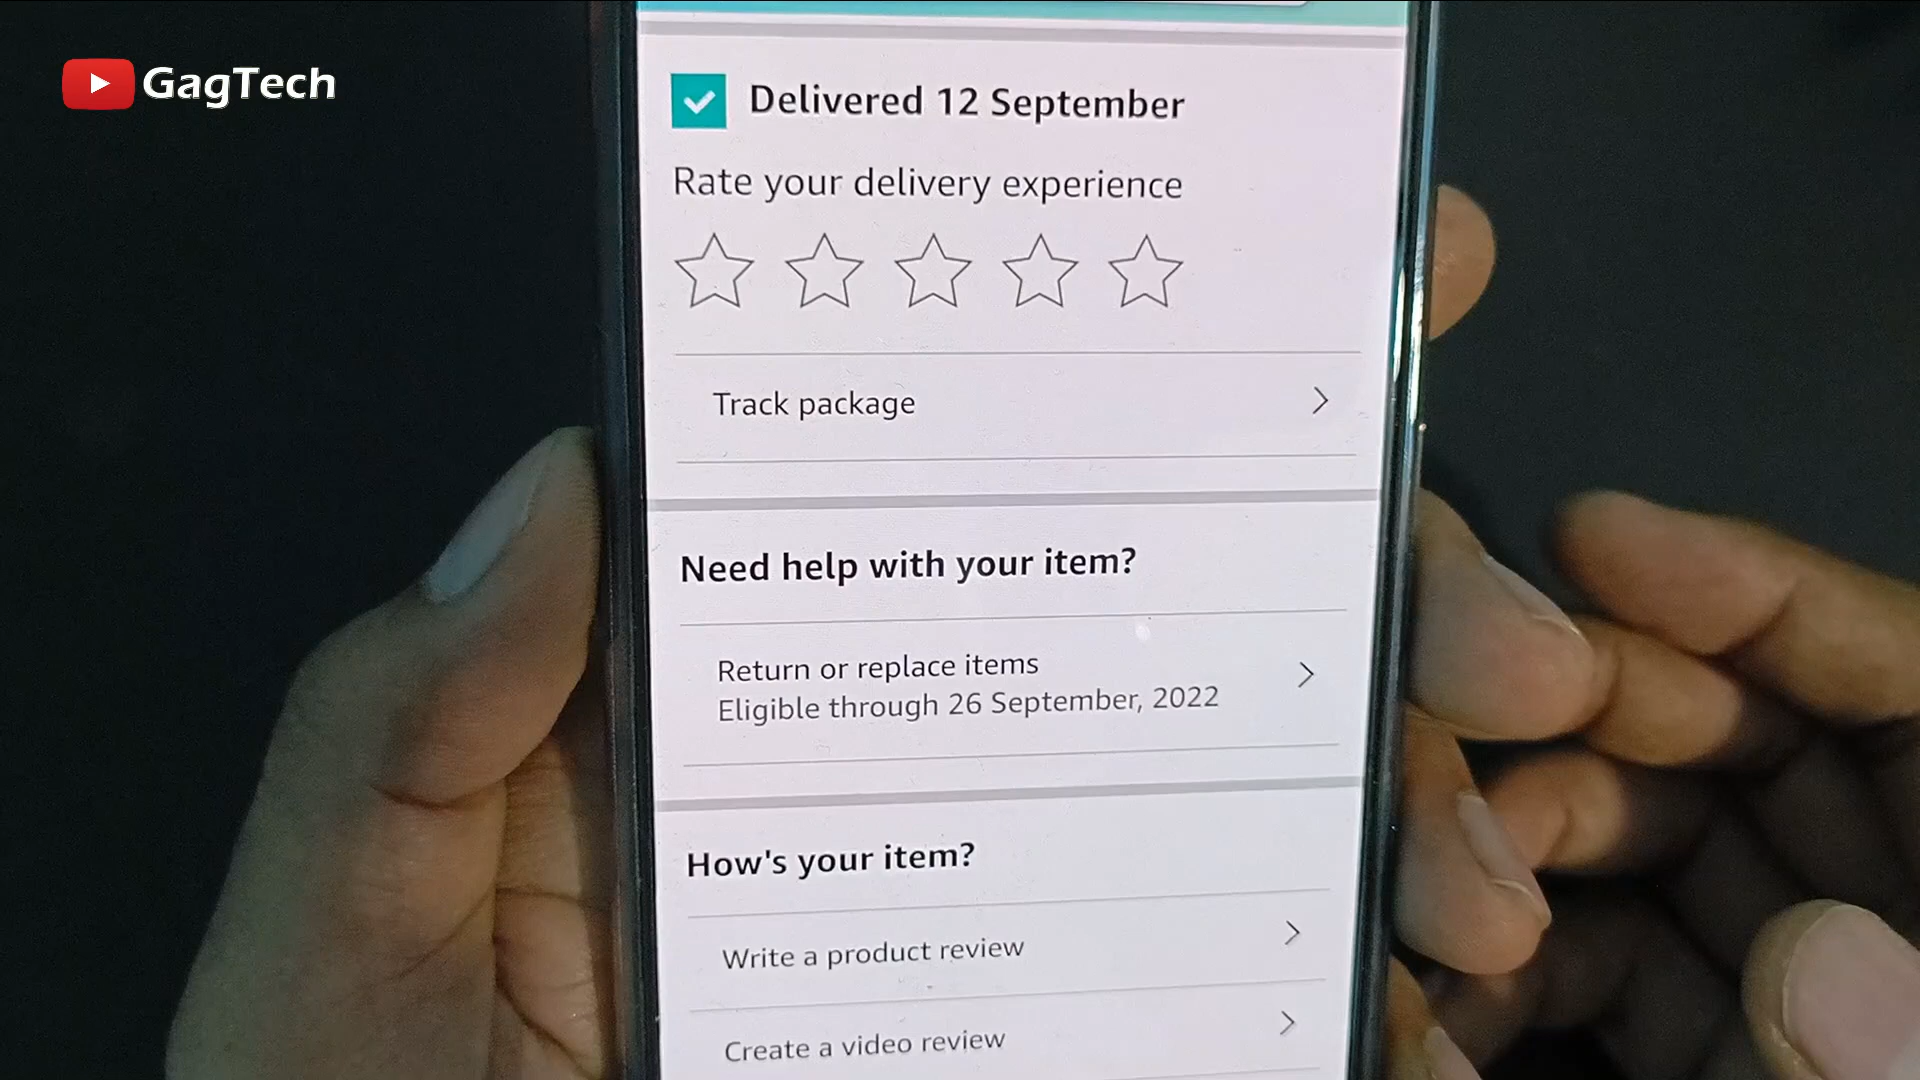 GagTech
Delivered 12 September
Rate your delivery experience
Track package
Need help with your item?
Return or replace items
Eligible through 26 September, 2022
How's your item?
Write a product review
Create a video review